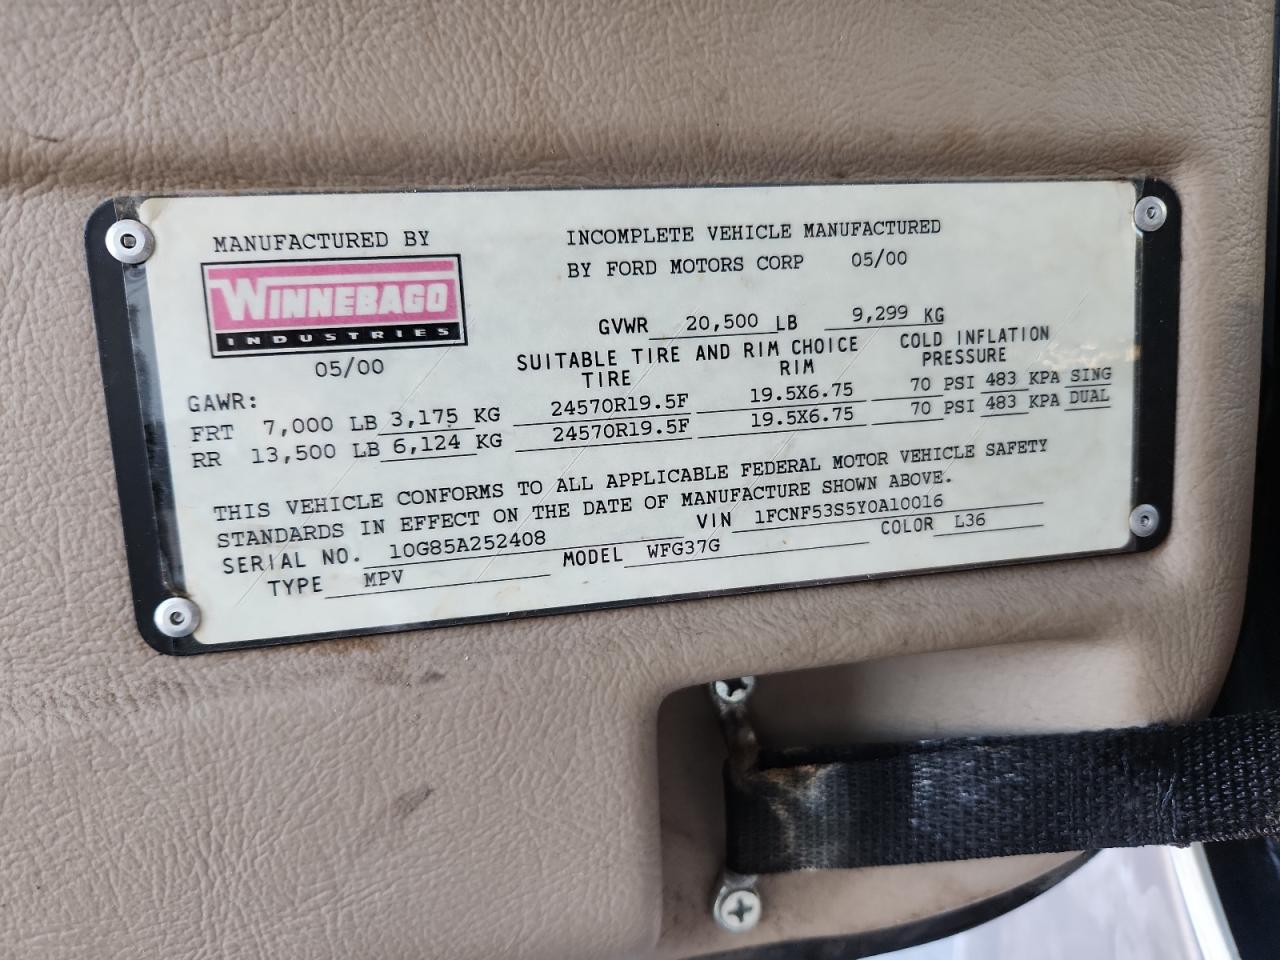 MANUFACTURED BY
WINNEBAGO
INDUSTRIES
05/00
INCOMPLETE VEHICLE MANUFACTURED
BY FORD MOTORS CORP 05/00
GVWR 20,500 LB 9,299 KG
SUITABLE TIRE AND RIM CHOICE COLD INFLATION
TIRE RIM PRESSURE
GAWR:
FRT 7,000 LB 3,175 KG 24570R19.5F 19.5X6.75 70 PSI 483 KPA SING
RR 13,500 LB 6,124 KG 24570R19.5F 19.5X6.75 70 PSI 483 KPA DUAL
THIS VEHICLE CONFORMS TO ALL APPLICABLE FEDERAL MOTOR VEHICLE SAFETY
STANDARDS IN EFFECT ON THE DATE OF MANUFACTURE SHOWN ABOVE.
SERIAL NO. 10G85A252408 VIN 1FCNF53S5Y0A10016
TYPE MPV MODEL WFG37G COLOR L36